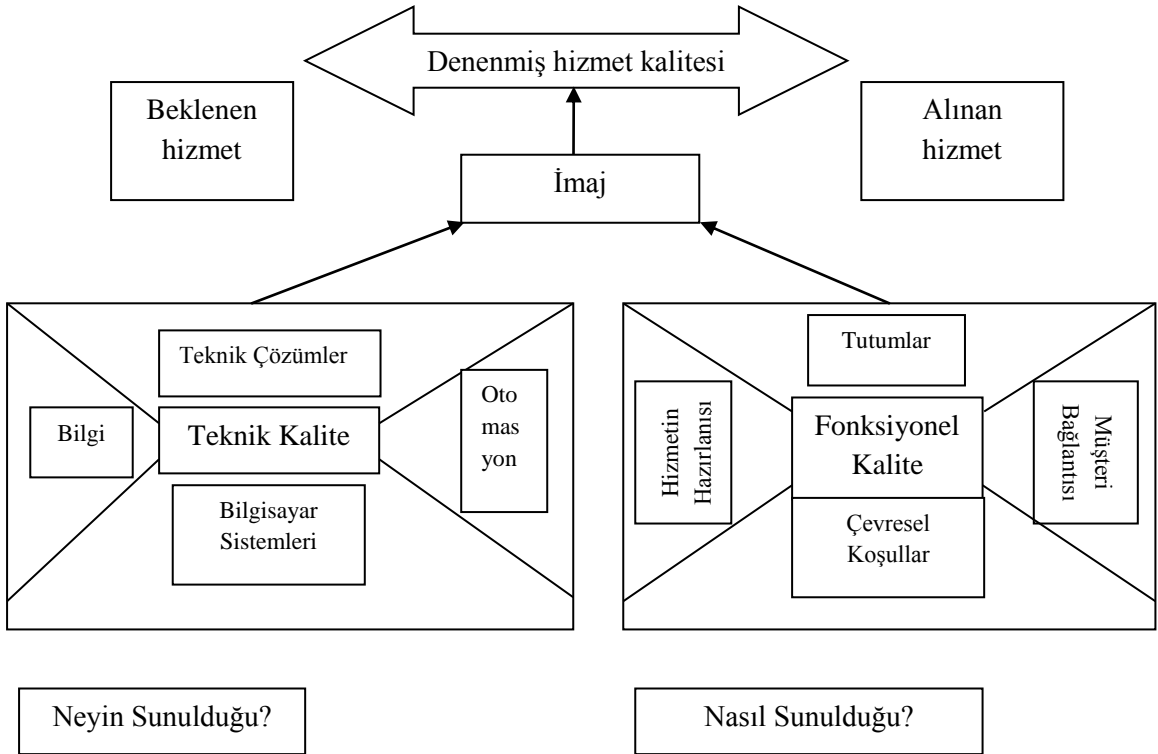 Denenmiş hizmet kalitesi
Beklenen
hizmet
Alınan
hizmet
İmaj
Teknik Çözümler
Bilgi
Teknik Kalite
Oto
mas
yon
Bilgisayar
Sistemleri
Tutumlar
Hizmetin
Hazırlanısı
Fonksiyonel
Kalite
Müşteri
Bağlantısı
Çevresel
Koşullar
Neyin Sunulduğu?
Nasıl Sunulduğu?